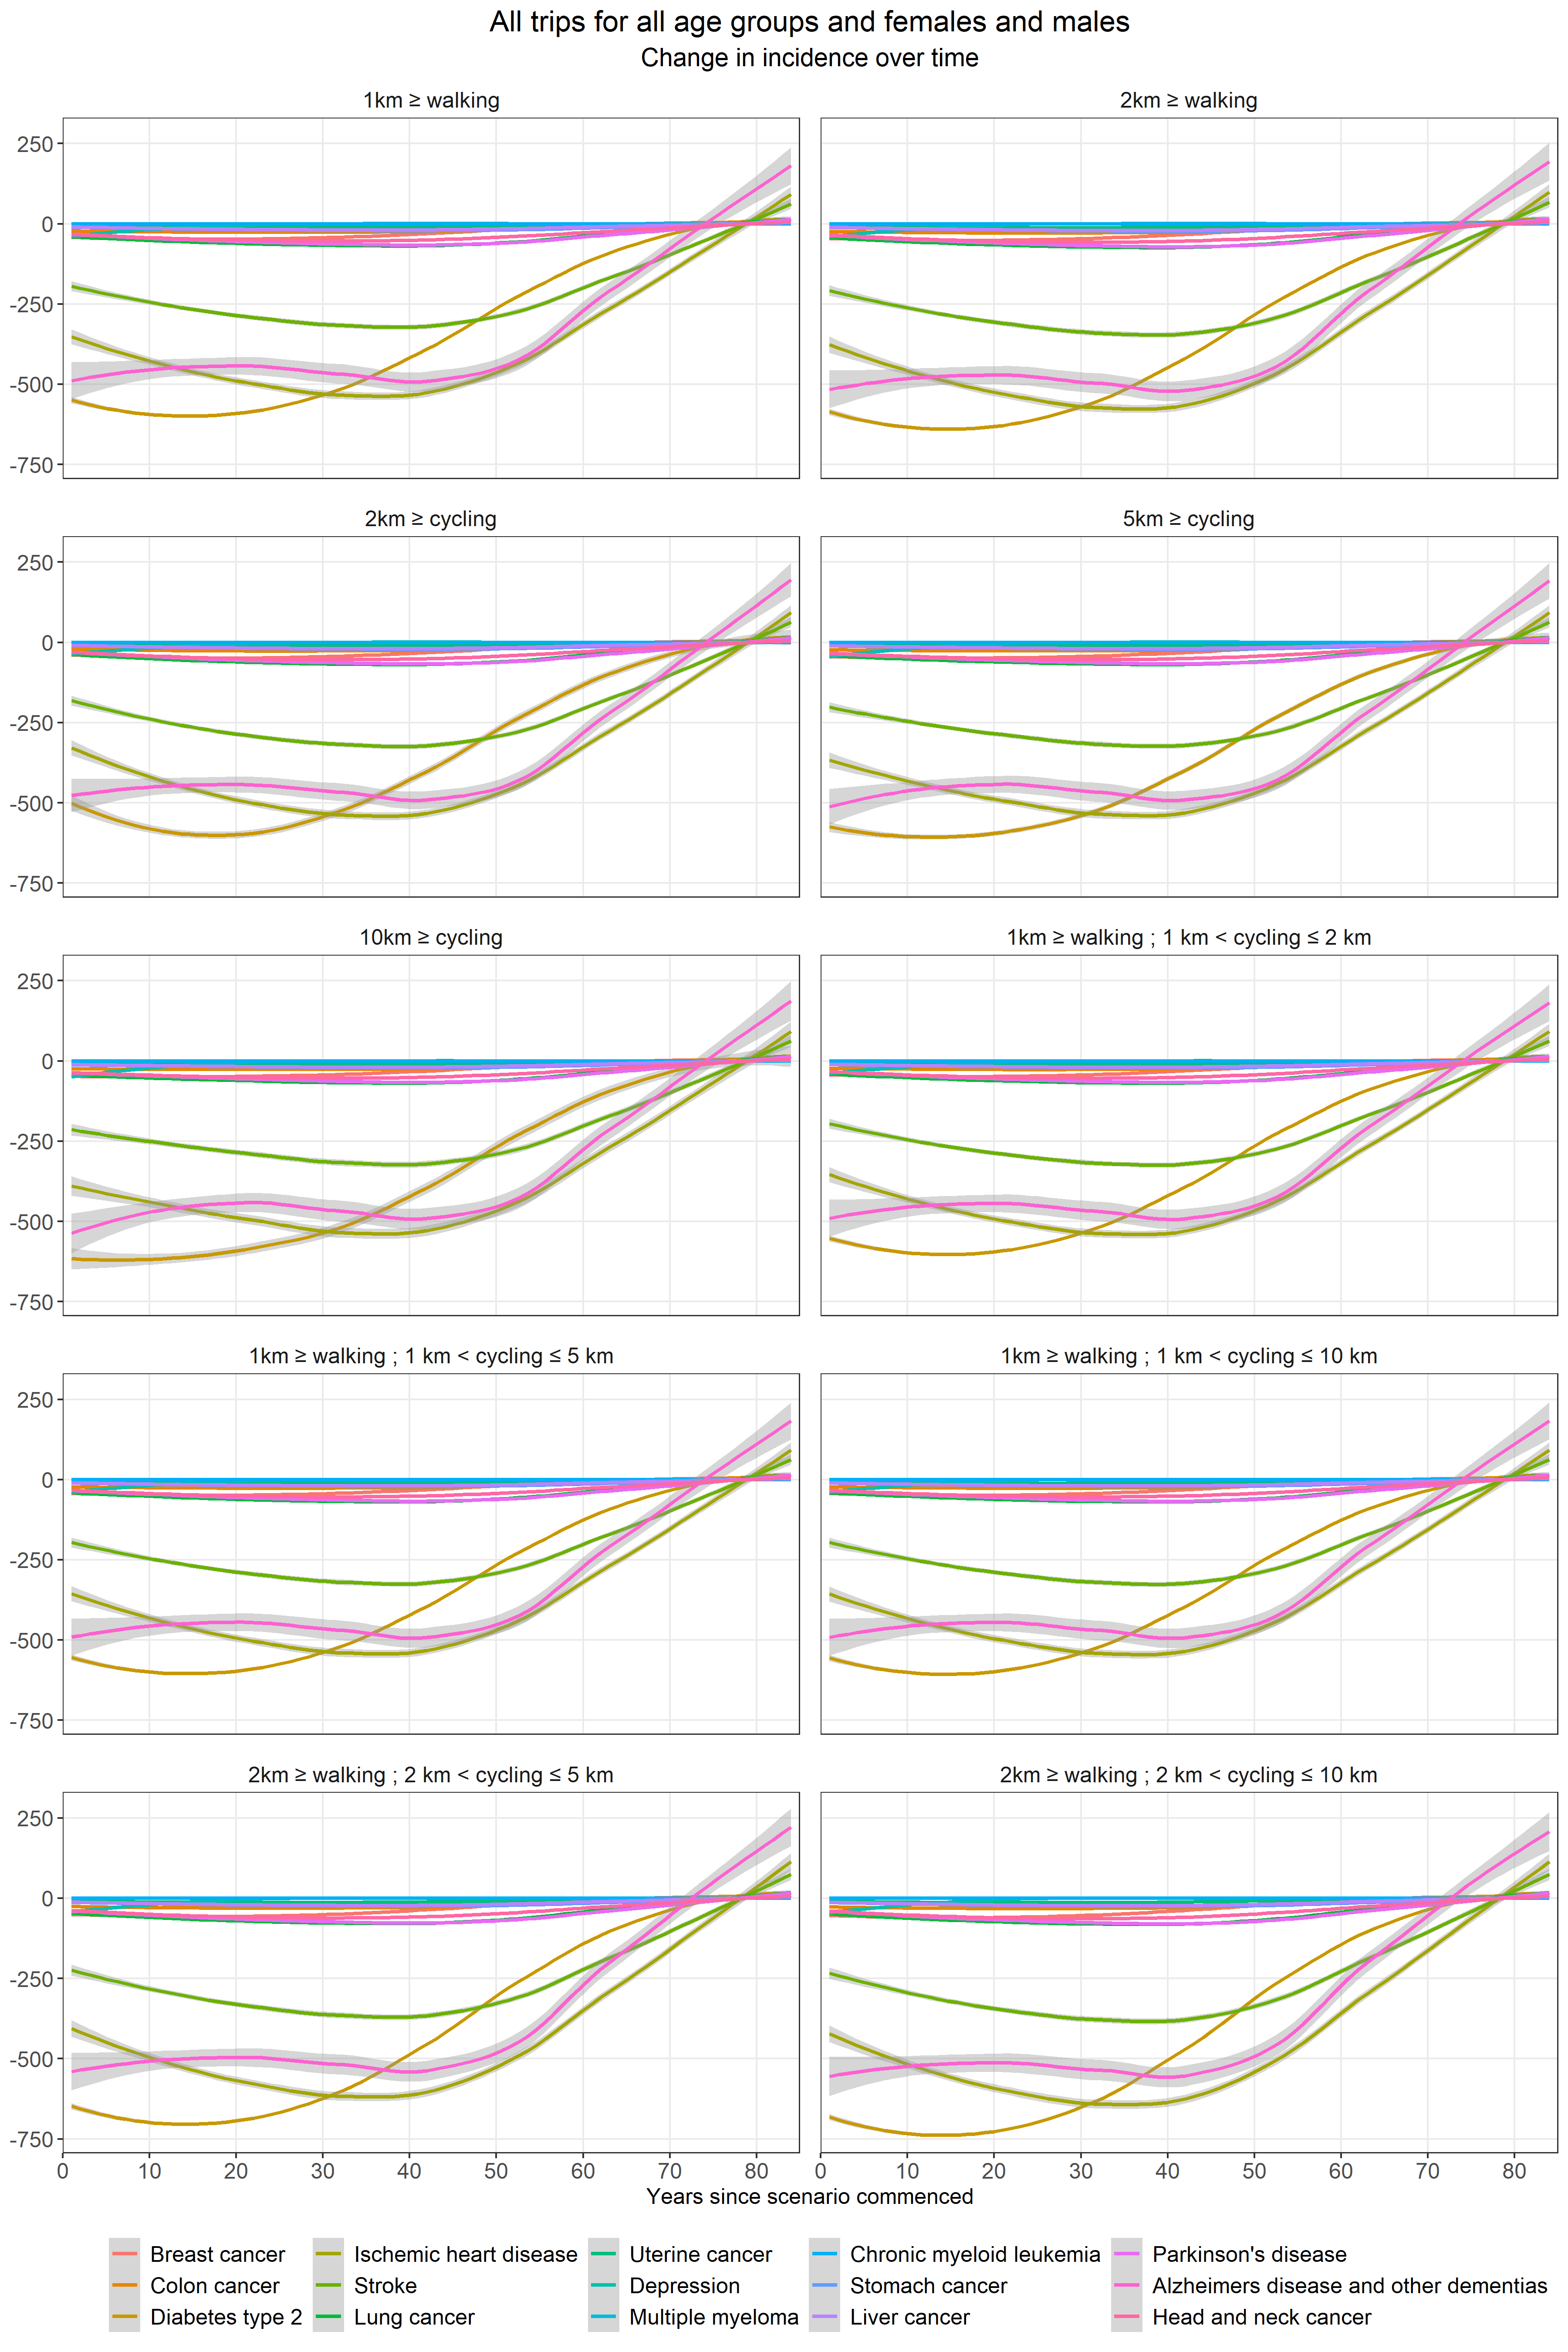 All trips for all age groups and females and males
Change in incidence over time
1km ≥ walking
2km ≥ walking
250
0
-250
-500
-750
2km ≥ cycling
5km ≥ cycling
250
0
-250
-500
-750
10km ≥ cycling
1km ≥ walking ; 1 km < cycling ≤ 2 km
250
0
-250
-500
-750
1km ≥ walking ; 1 km < cycling ≤ 5 km
1km ≥ walking ; 1 km < cycling ≤ 10 km
250
0
-250
-500
-750
2km ≥ walking ; 2 km < cycling ≤ 5 km
2km ≥ walking ; 2 km < cycling ≤ 10 km
250
0
-250
-500
-750
0 10 20 30 40 50 60 70 80
0 10 20 30 40 50 60 70 80
Years since scenario commenced
Breast cancer
Colon cancer
Diabetes type 2
Ischemic heart disease
Stroke
Lung cancer
Uterine cancer
Depression
Multiple myeloma
Chronic myeloid leukemia
Stomach cancer
Liver cancer
Parkinson's disease
Alzheimers disease and other dementias
Head and neck cancer